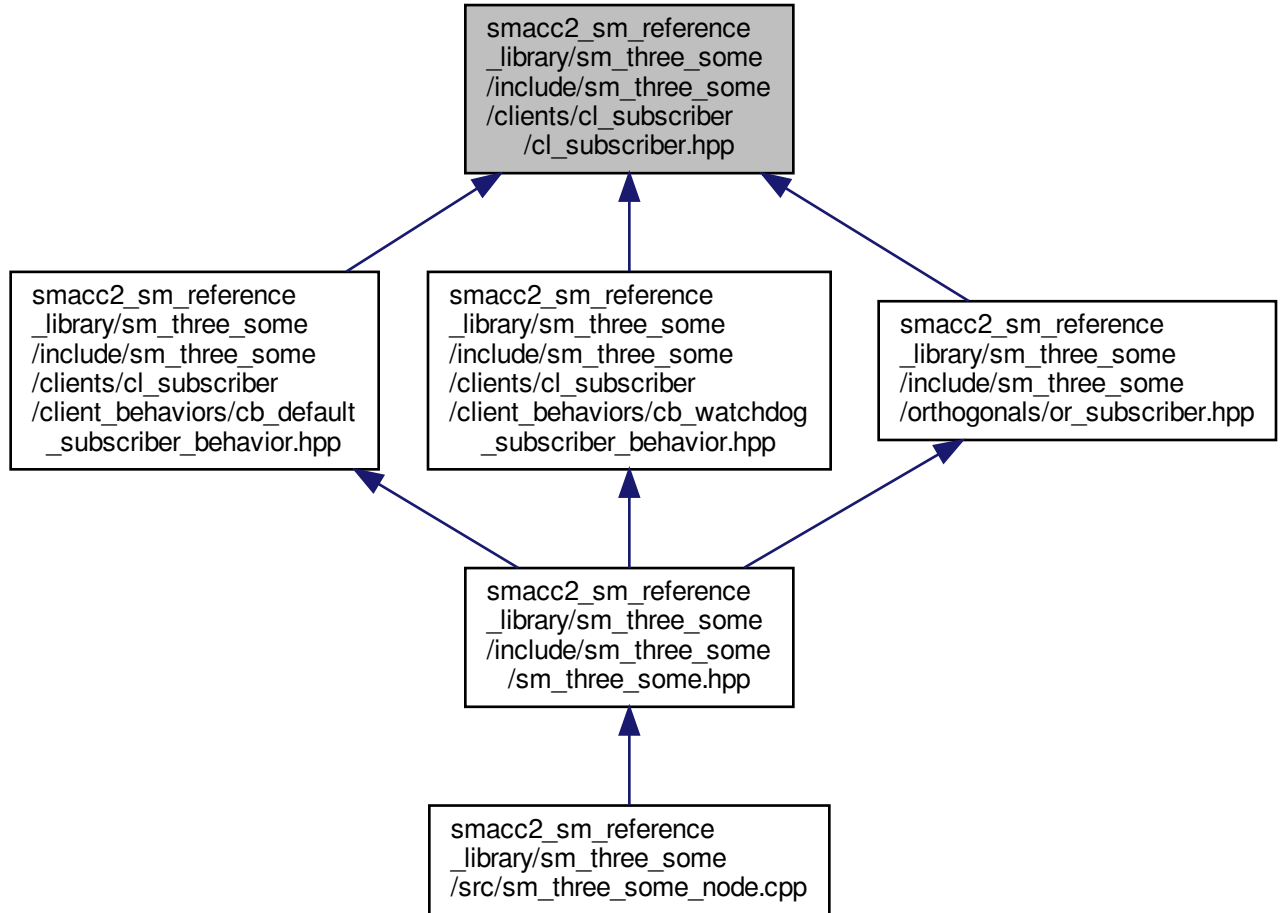 smacc2_sm_reference
_library/sm_three_some
/include/sm_three_some
/clients/cl_subscriber
/cl_subscriber.hpp
smacc2_sm_reference
_library/sm_three_some
/include/sm_three_some
/clients/cl_subscriber
/client_behaviors/cb_default
_subscriber_behavior.hpp
smacc2_sm_reference
_library/sm_three_some
/include/sm_three_some
/clients/cl_subscriber
/client_behaviors/cb_watchdog
_subscriber_behavior.hpp
smacc2_sm_reference
_library/sm_three_some
/include/sm_three_some
/orthogonals/or_subscriber.hpp
smacc2_sm_reference
_library/sm_three_some
/include/sm_three_some
/sm_three_some.hpp
smacc2_sm_reference
_library/sm_three_some
/src/sm_three_some_node.cpp